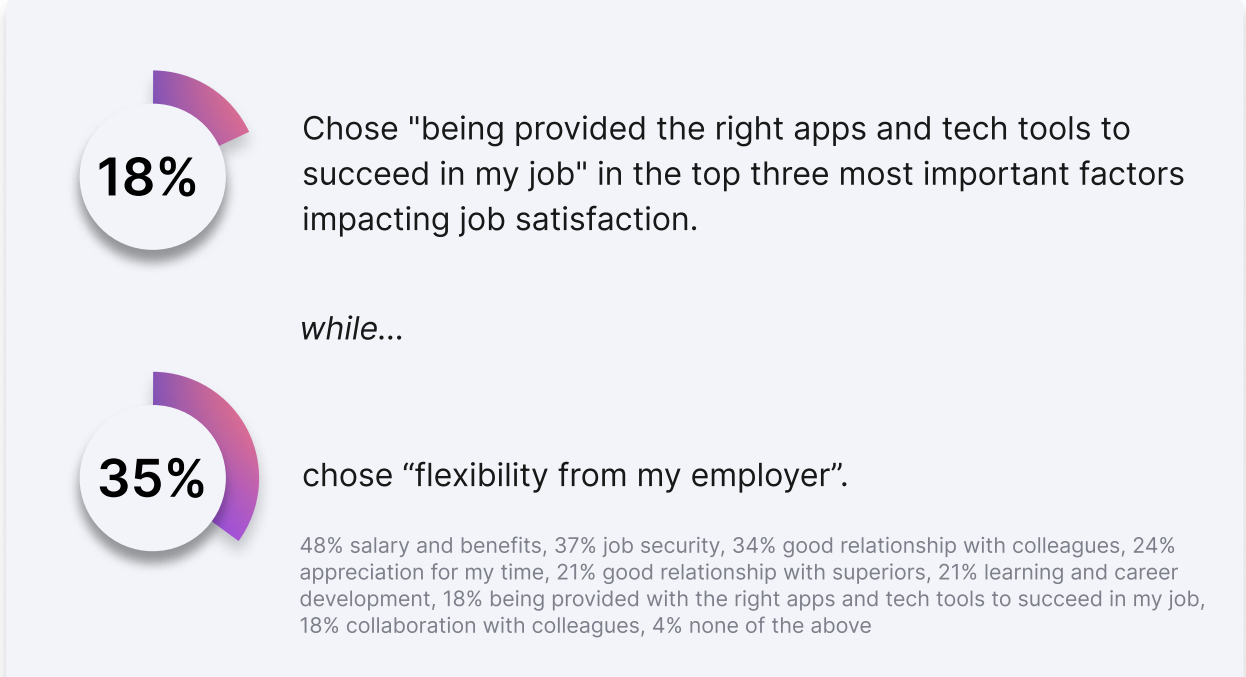 18%
Chose "being provided the right apps and tech tools to
succeed in my job" in the top three most important factors
impacting job satisfaction.
while...
35%
chose “flexibility from my employer”.
48% salary and benefits, 37% job security, 34% good relationship with colleagues, 24%
appreciation for my time, 21% good relationship with superiors, 21% learning and career
development, 18% being provided with the right apps and tech tools to succeed in my job,
18% collaboration with colleagues, 4% none of the above